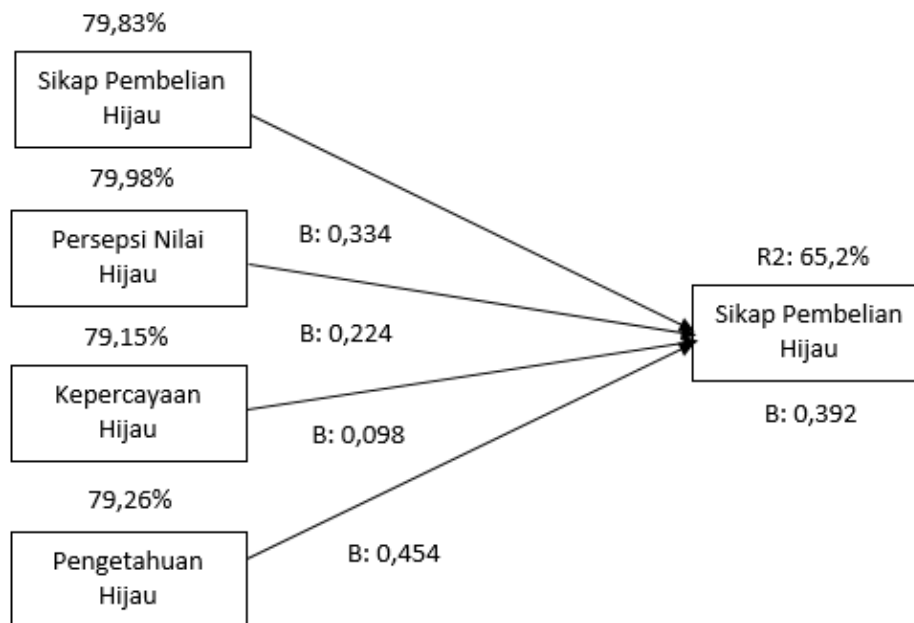 79,83%
Sikap Pembelian
Hijau
79,98%
Persepsi Nilai
Hijau
B: 0,334
R2: 65,2%
Sikap Pembelian
Hijau
B: 0,392
79,15%
B: 0,224
Kepercayaan
Hijau
B: 0,098
79,26%
Pengetahuan
Hijau
B: 0,454